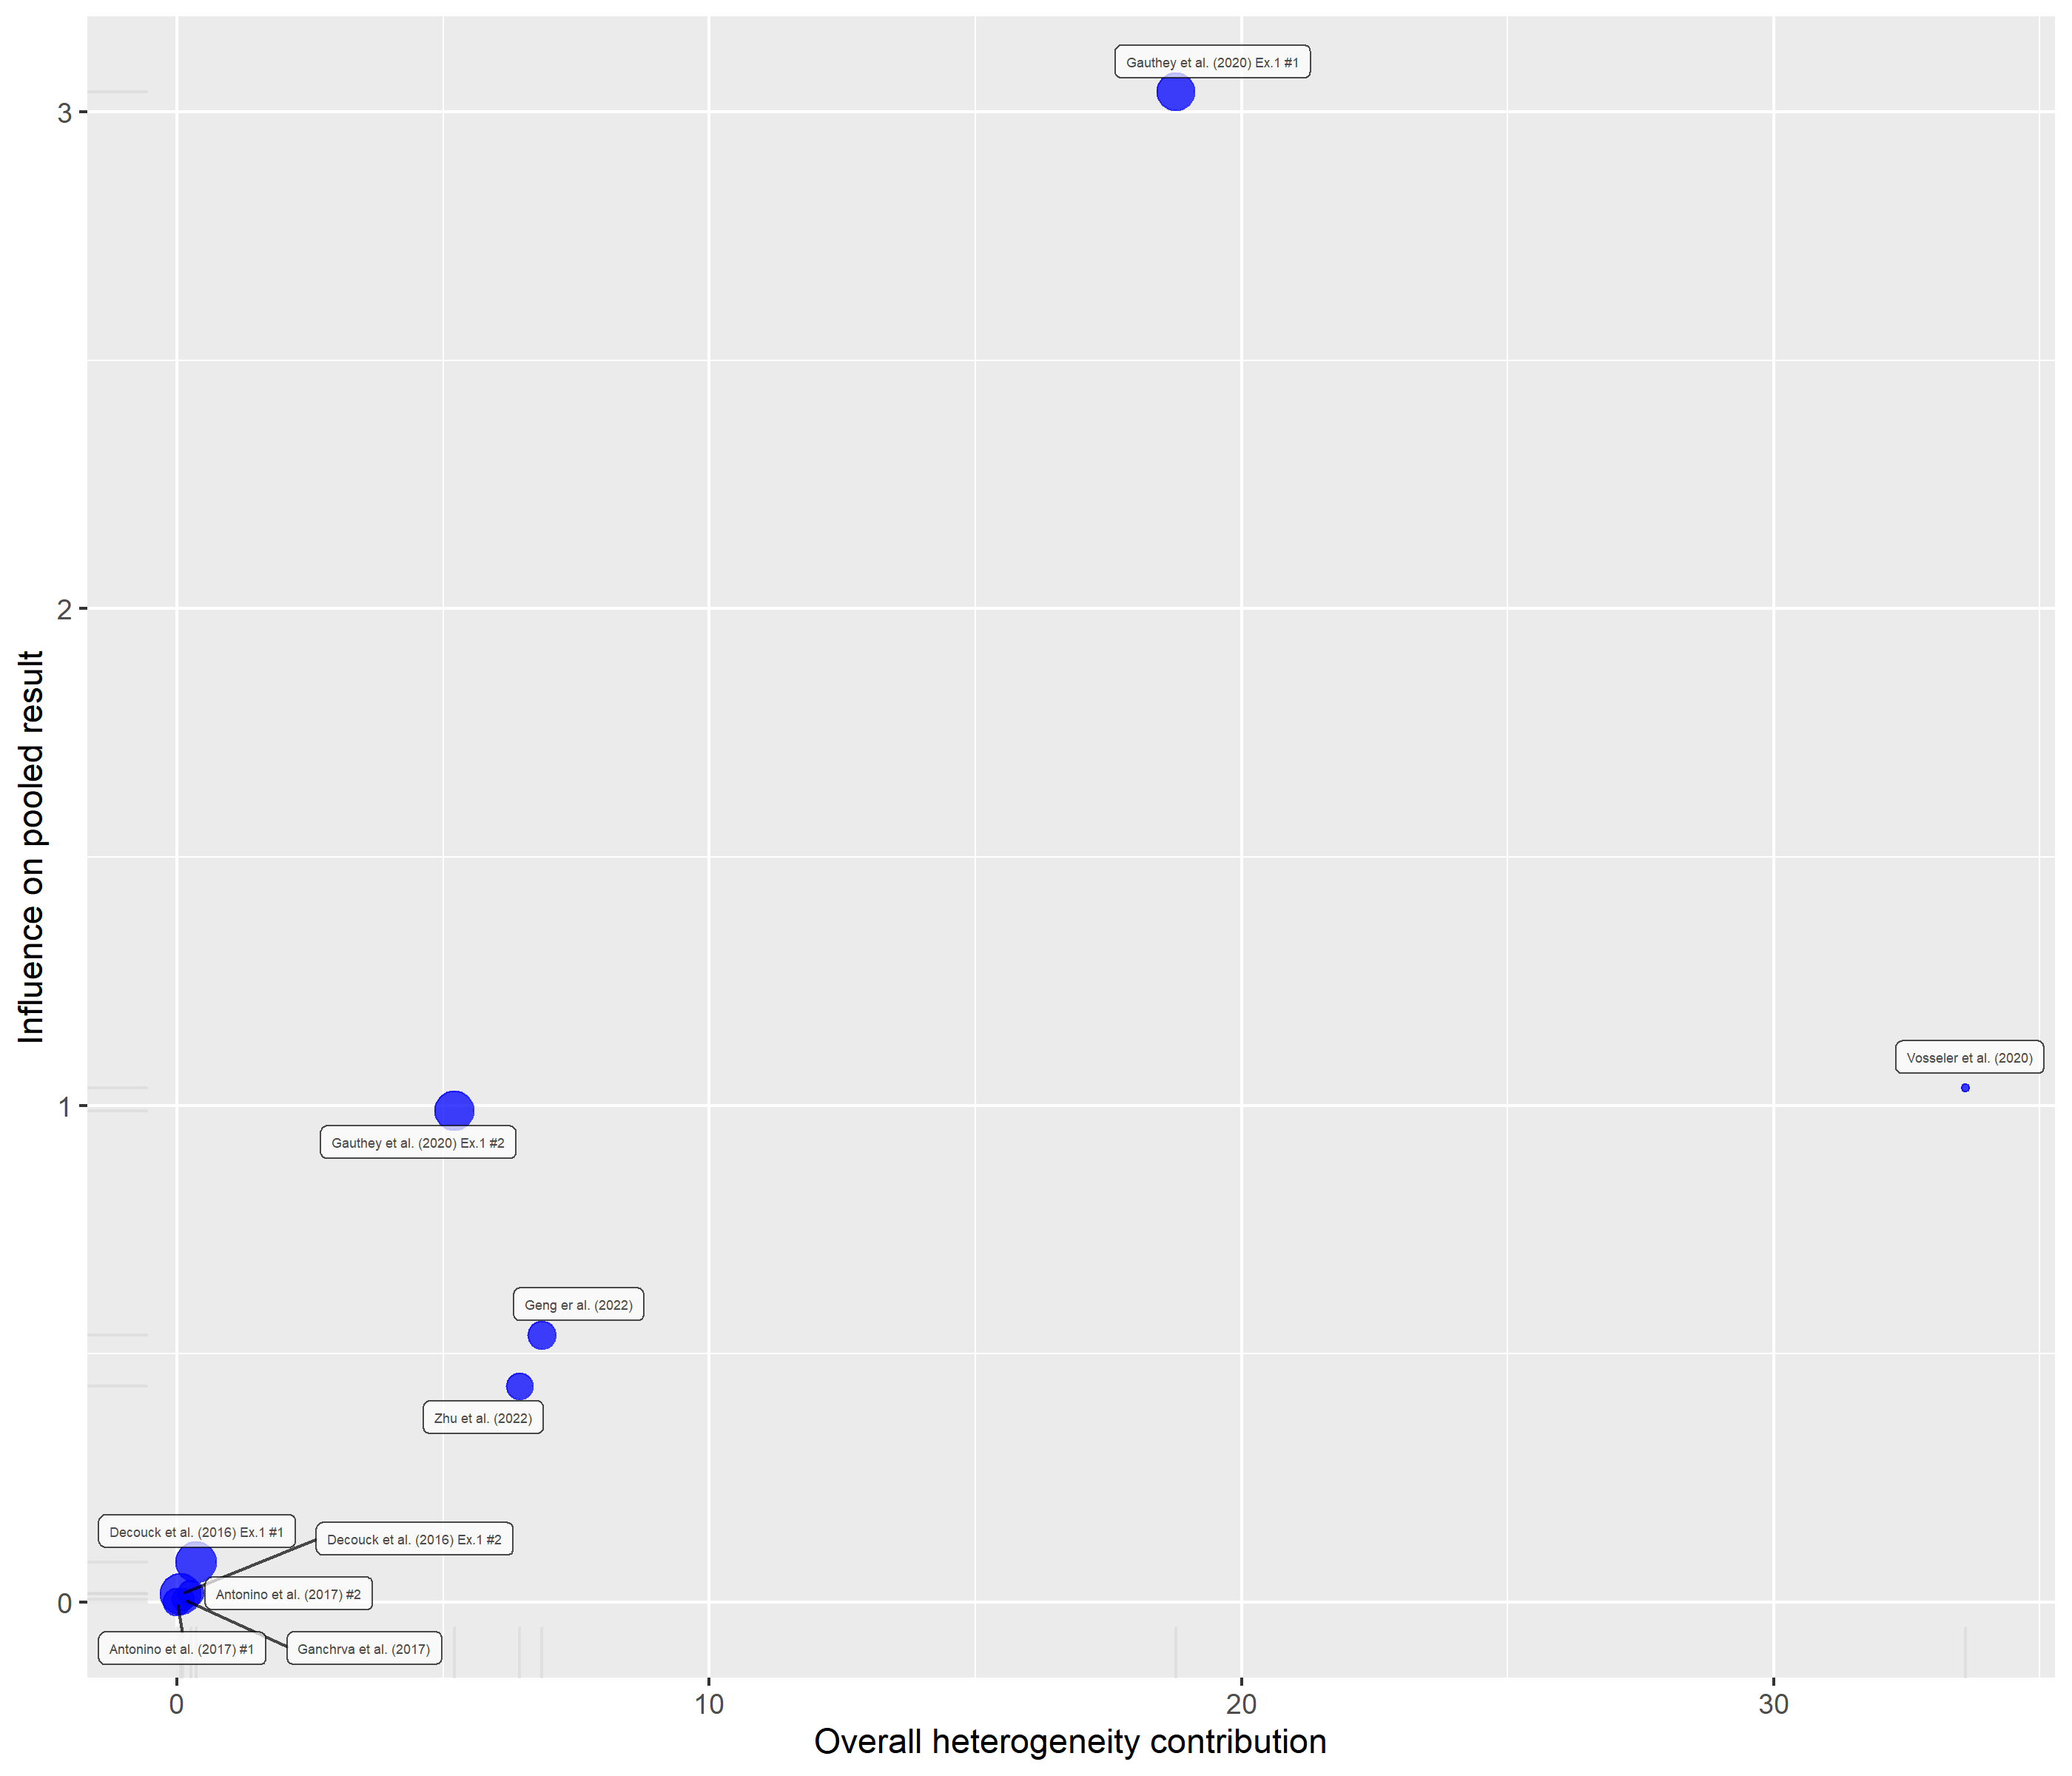 Gauthey et al. (2020) Ex.1 #1
3
2
Influence on pooled result
Vosseler et al. (2020)
1
Gauthey et al. (2020) Ex.1 #2
Geng er al. (2022)
Zhu et al. (2022)
Decouck et al. (2016) Ex.1 #1
Decouck et al. (2016) Ex.1 #2
Antonino et al. (2017) #2
0
Antonino et al. (2017) #1
Ganchrva et al. (2017)
0
10
20
30
Overall heterogeneity contribution